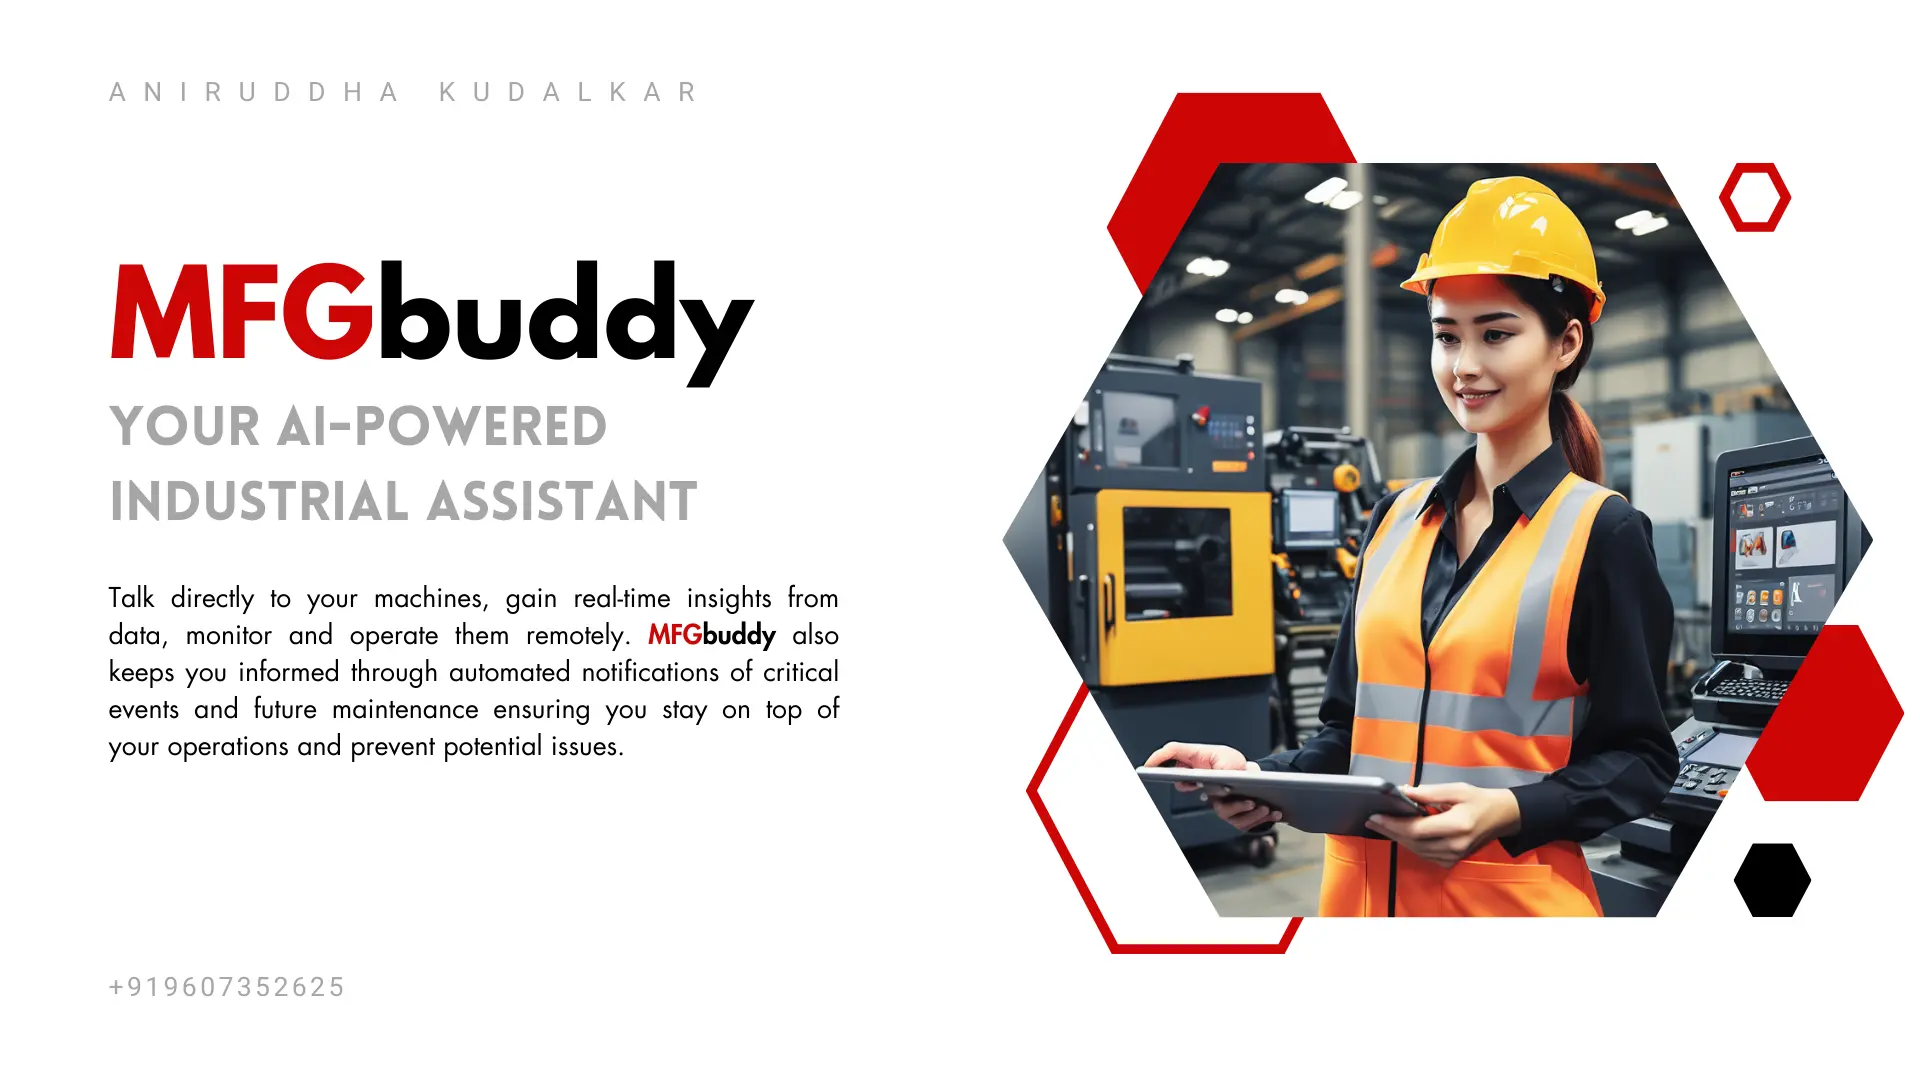 ANIRUDDHA KUDALKAR
MFGbuddy
YOUR AI-POWERED
INDUSTRIAL ASSISTANT
Talk directly to your machines, gain real-time insights from
data, monitor and operate them remotely. MFGbuddy also
keeps you informed through automated notifications of critical
events and future maintenance ensuring you stay on top of
your operations and prevent potential issues.
+919607352625